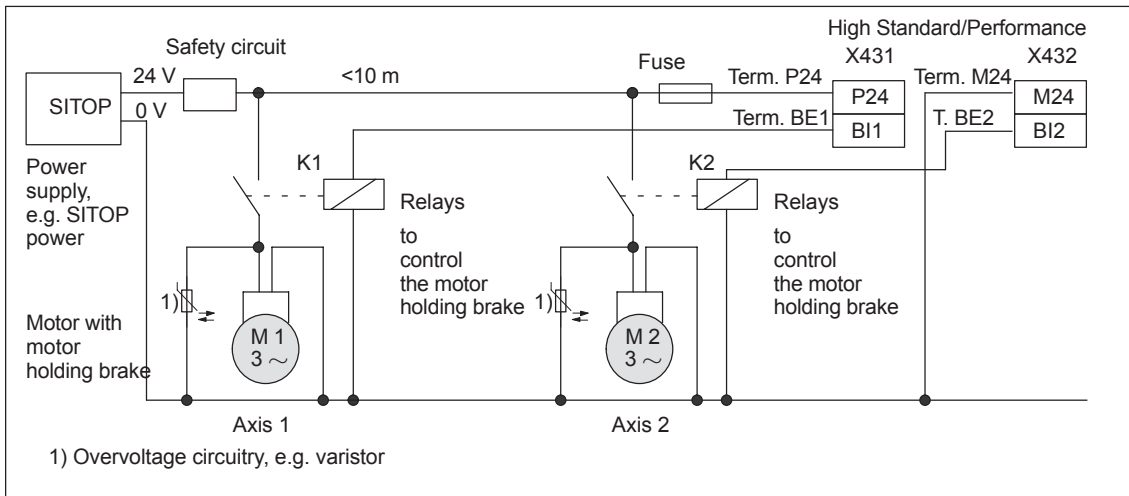 High Standard/Performance
Safety circuit
X431
X432
24 V
<10 m
Fuse
Term. P24
Term. M24
SITOP
P24
M24
0 V
Term. BE1
T. BE2
BI1
BI2
K1
K2
Power
supply,
e.g. SITOP
power
Relays
to
control
the motor
holding brake
Relays
to
control
the motor
holding brake
1)
1)
Motor with
motor
holding brake
M 1
3 ~
M 2
3 ~
Axis 1
Axis 2
1) Overvoltage circuitry, e.g. varistor